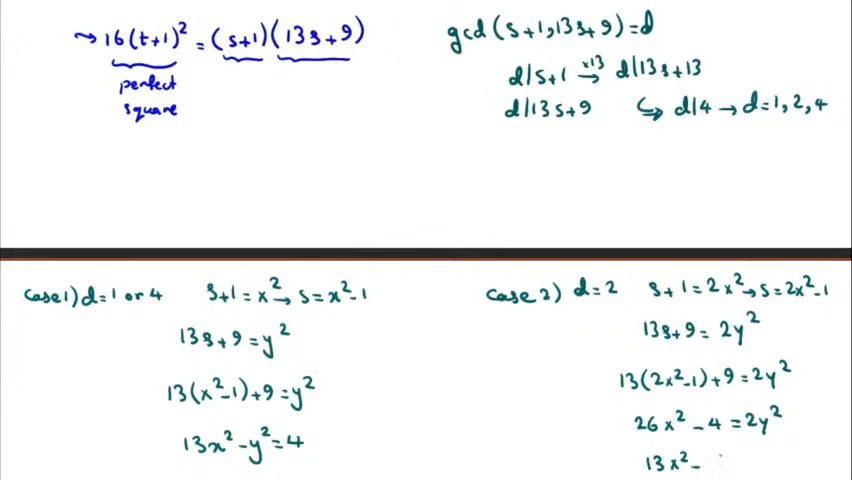 → 16(t+1)² = (s+1)(13s+9)
perfect
square
gcd(s+1,13s+9)=d
d|s+1 →x13 d|13s+13
d|13s+9 ↳ d|4 → d=1,2,4
case 1) d=1 or 4 s+1=x² → s=x²-1
13s+9=y²
13(x²-1)+9=y²
13x²-y²=4
case 2) d=2 s+1=2x² → s=2x²-1
13s+9=2y²
13(2x²-1)+9=2y²
26x²-4=2y²
13x²-